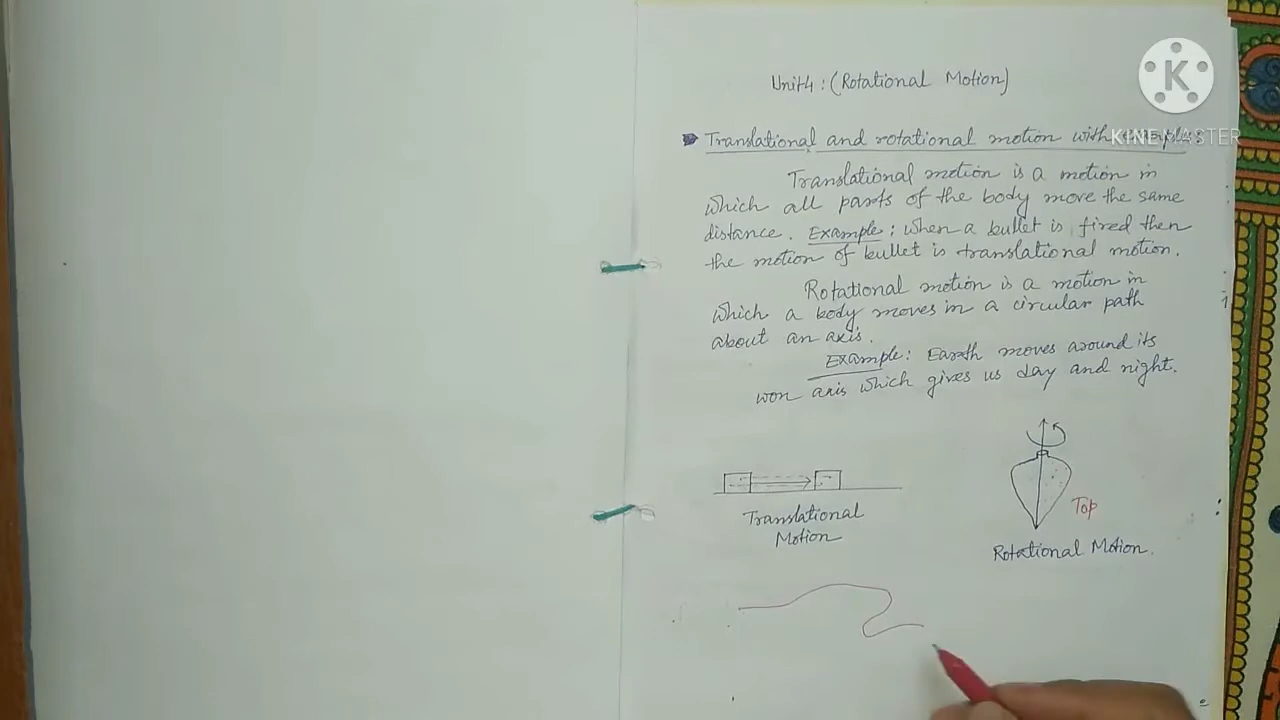 Unit4 : (Rotational Motion)
Translational and rotational motion with examples
Translational motion is a motion in
which all parts of the body move the same
distance. Example : when a bullet is fired then
the motion of bullet is translational motion.
Rotational motion is a motion in
which a body moves in a circular path
about an axis.
Example : Earth moves around its
won axis which gives us day and night.
Translational
Motion
Top
Rotational Motion.
K
KINEMASTER